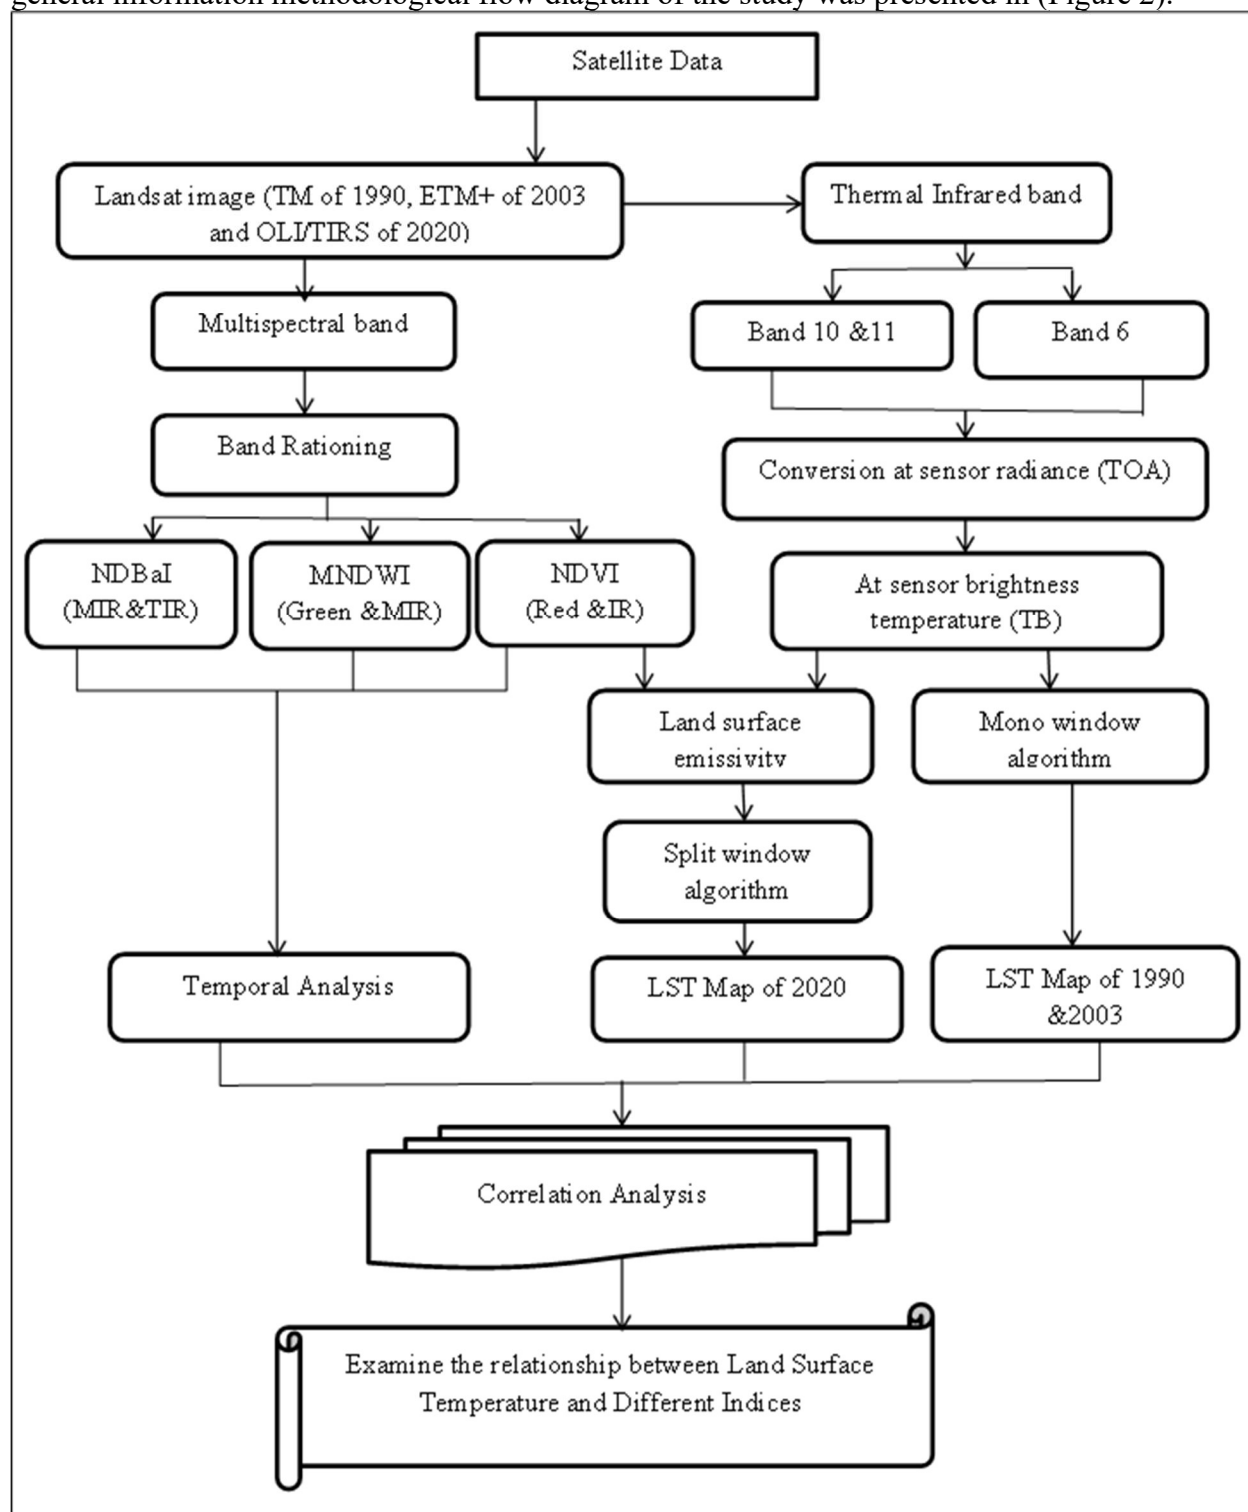 general information methodological flow diagram of the study was presented in (Figure 2).
Satellite Data
Landsat image (TM of 1990, ETM+ of 2003
and OLI/TIRS of 2020)
Thermal Infrared band
Multispectral band
Band 10 &11
Band 6
Band Rationing
Conversion at sensor radiance (TOA)
NDBaI
(MIR&TIR)
MNDWI
(Green &MIR)
NDVI
(Red &IR)
At sensor brightness
temperature (TB)
Land surface
emissivity
Mono window
algorithm
Split window
algorithm
Temporal Analysis
LST Map of 2020
LST Map of 1990
&2003
Correlation Analysis
Examine the relationship between Land Surface
Temperature and Different Indices